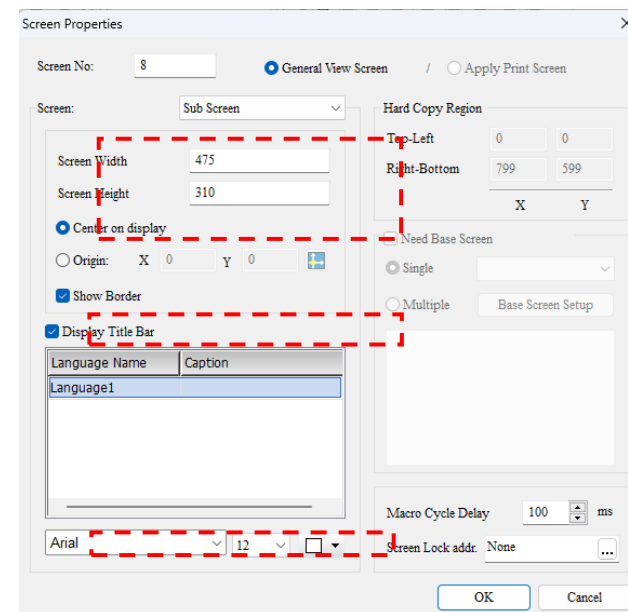 Screen Properties
Screen No: 8 General View Screen / Apply Print Screen
Screen: Sub Screen
Screen Width 475
Screen Height 310
Center on display
Origin: X 0 Y 0
Show Border
Display Title Bar
Language Name Caption
Language1
Arial 12
Hard Copy Region
Top-Left 0 0
Right-Bottom 799 599
X Y
Need Base Screen
Single
Multiple Base Screen Setup
Macro Cycle Delay 100 ms
Screen Lock addr. None ...
OK Cancel